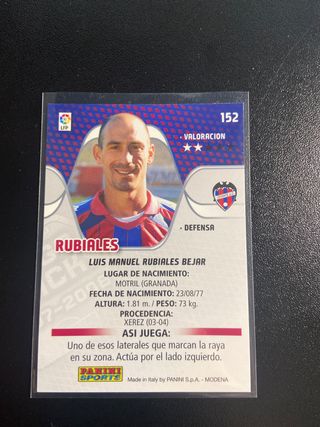 152
LFP
· VALORACION
★★
· DEFENSA
RUBIALES
LUIS MANUEL RUBIALES BEJAR
LUGAR DE NACIMIENTO:
MOTRIL (GRANADA)
FECHA DE NACIMIENTO: 23/08/77
ALTURA: 1.81 m. / PESO: 73 kg.
PROCEDENCIA:
XEREZ (03-04)
ASI JUEGA:
Uno de esos laterales que marcan la raya
en su zona. Actúa por el lado izquierdo.
PANINI
SPORTS
Made in Italy by PANINI S.p.A. - MODENA